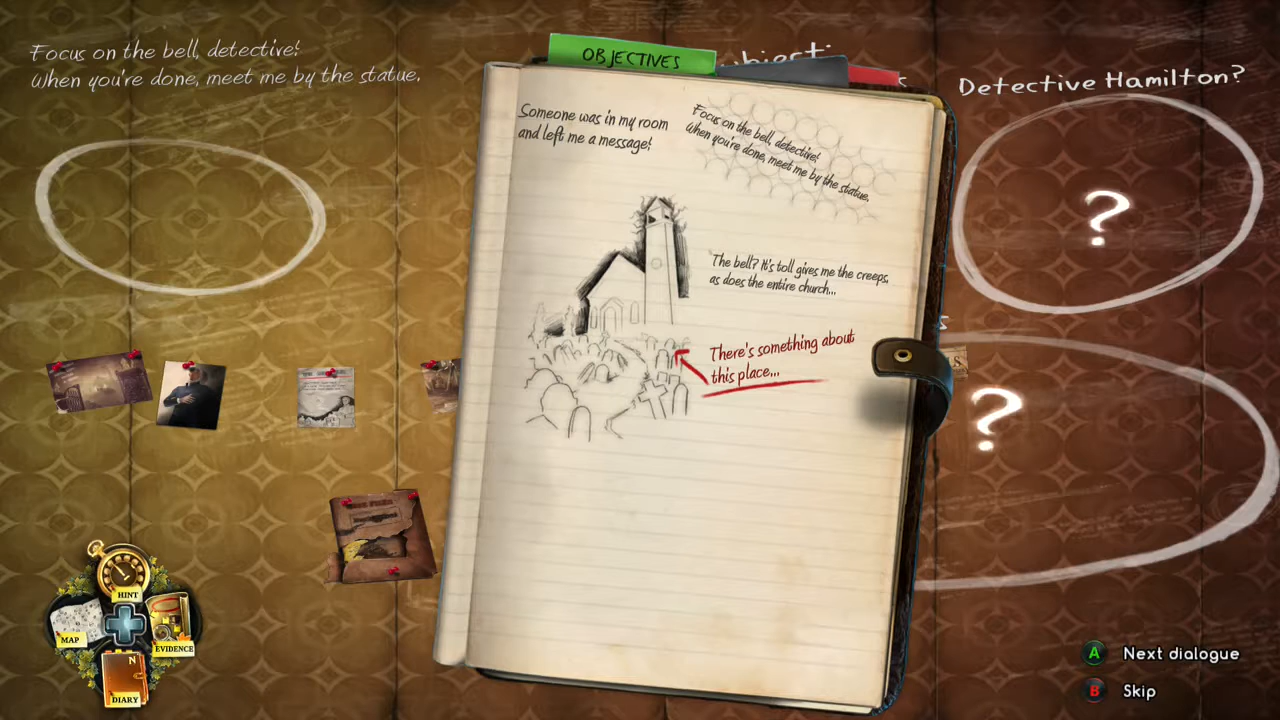 Focus on the bell, detective!
When you're done, meet me by the statue.
OBJECTIVES
Detective Hamilton?
Someone was in my room
and left me a message!
Focus on the bell, detective!
When you're done, meet me by the statue.
?
The bell? It's toll gives me the creeps,
as does the entire church...
There's something about
this place...
?
HINT
MAP
EVIDENCE
N
DIARY
A Next dialogue
B Skip